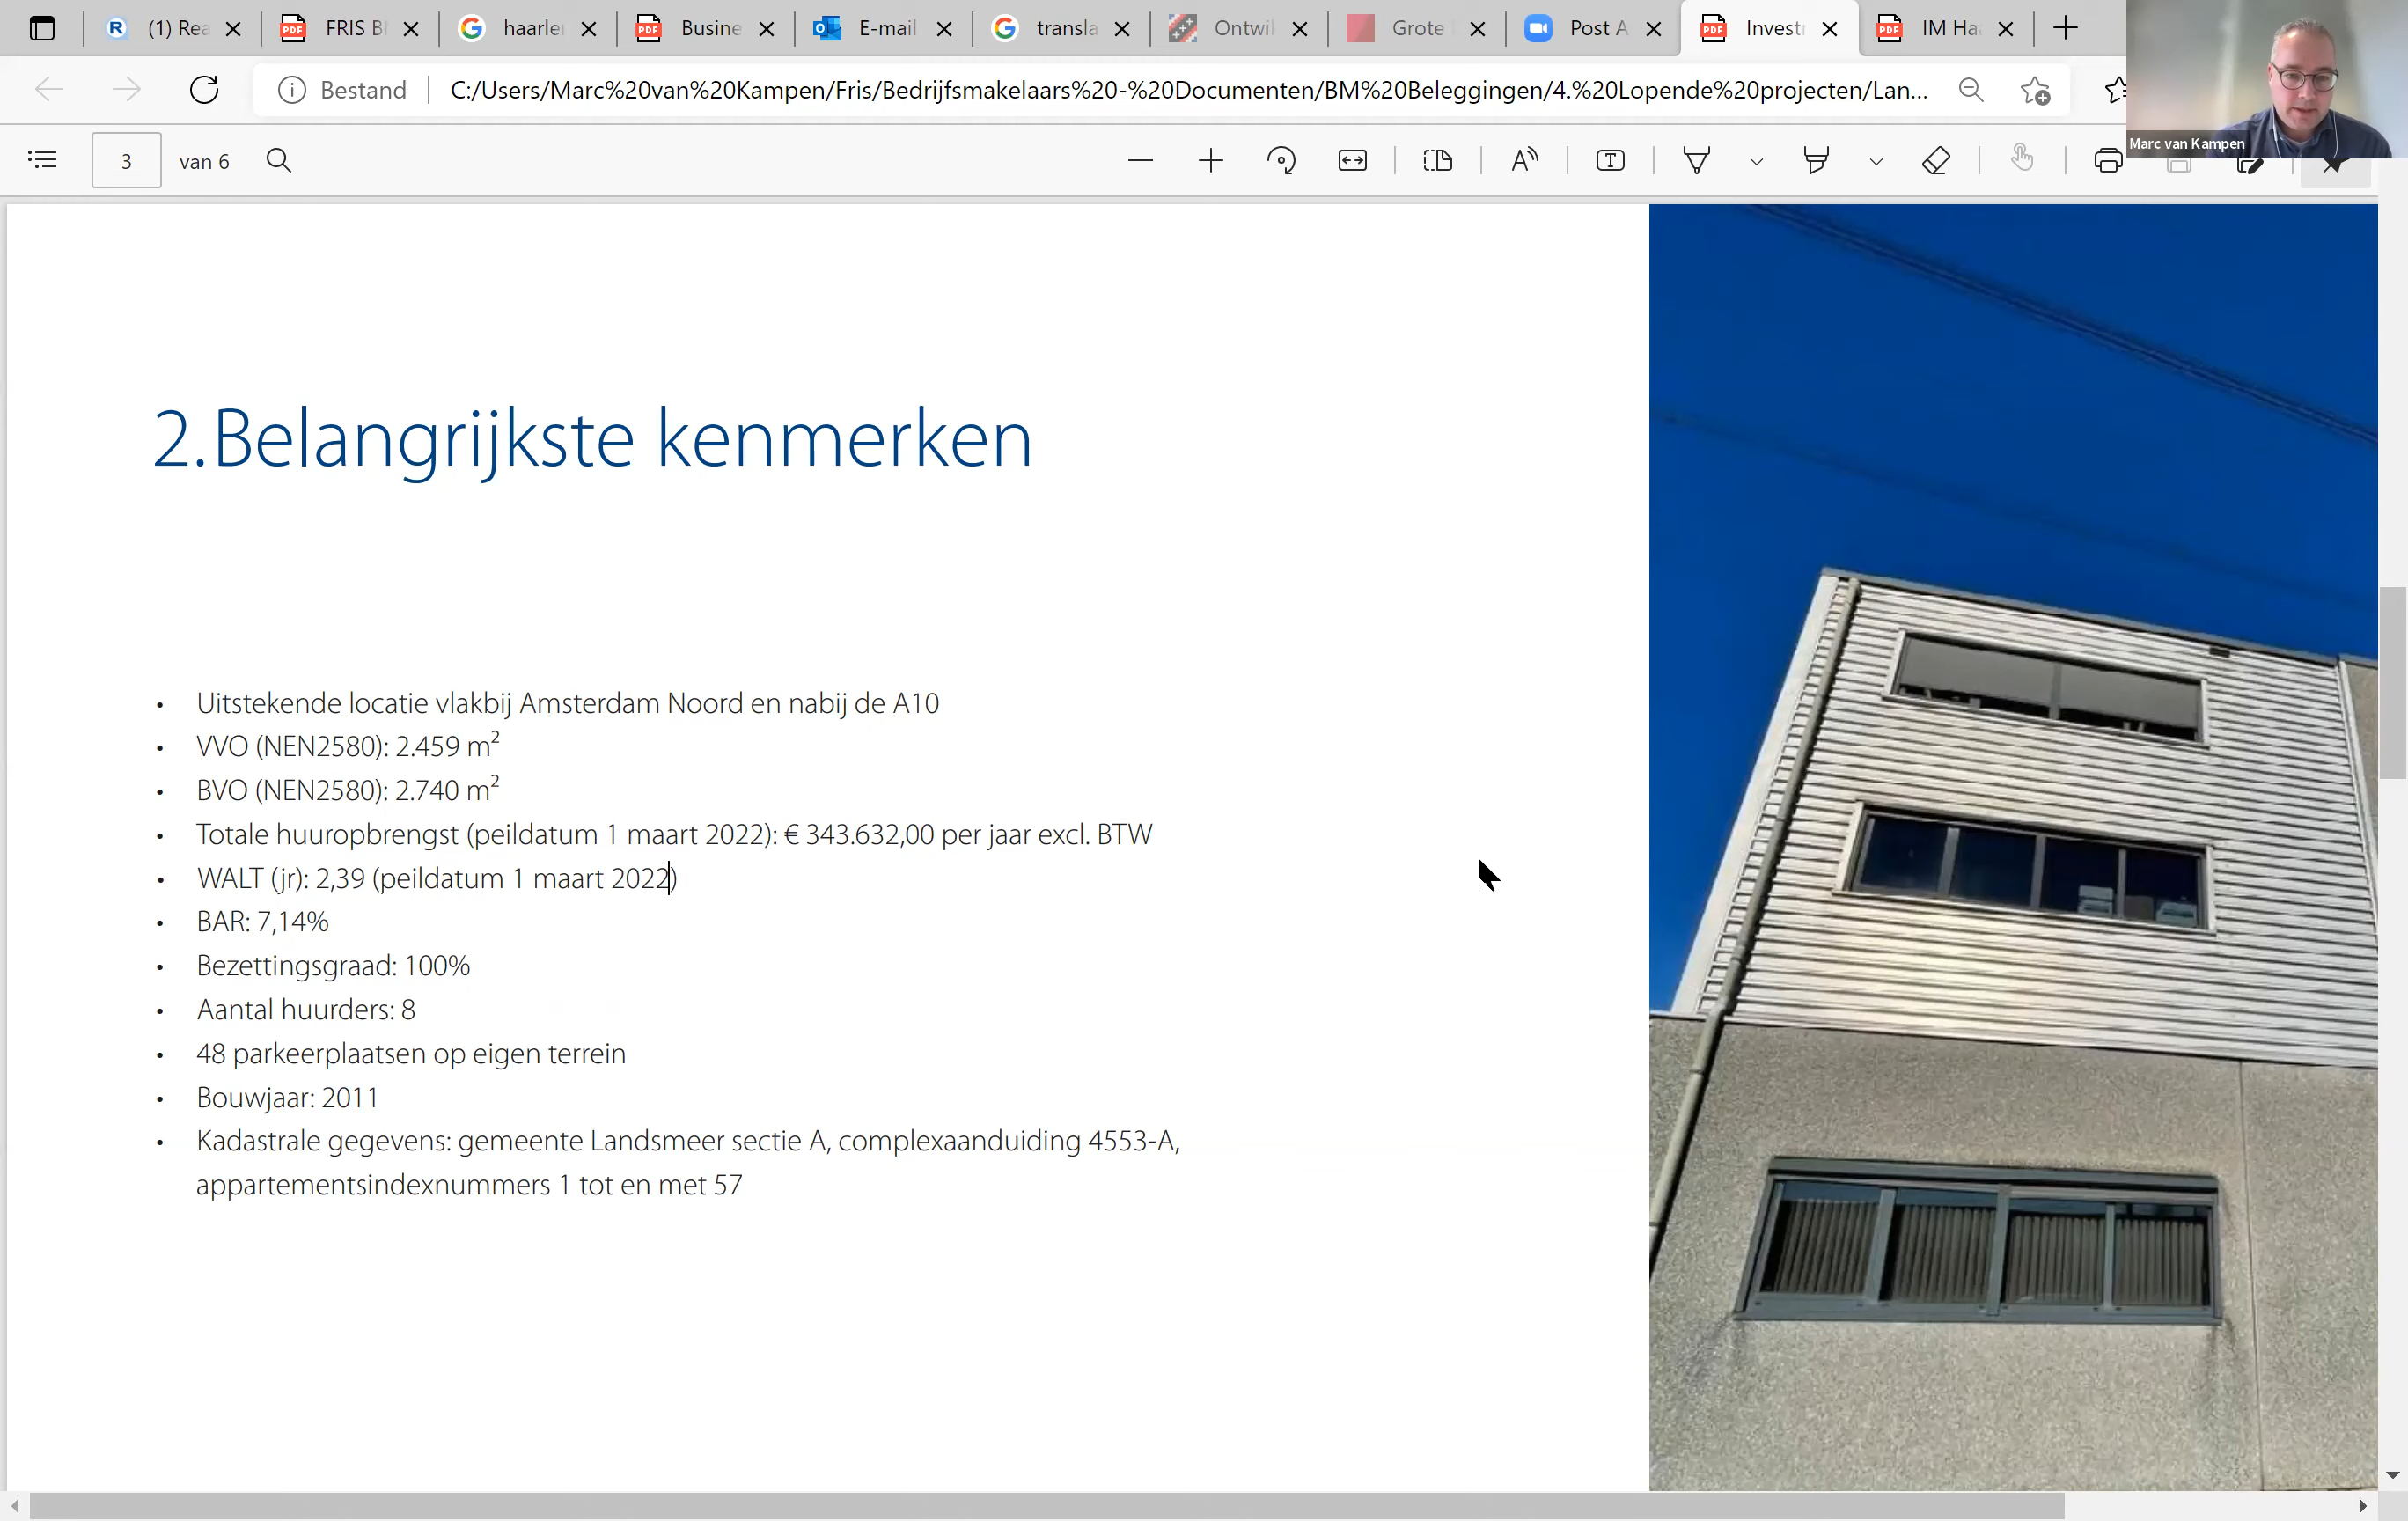 (1) Rea
FRIS B
haarle
Busine
E-mail
transla
Ontwi
Grote
Post A
Invest
IM Ha
Bestand
C:/Users/Marc%20van%20Kampen/Fris/Bedrijfsmakelaars%20-%20Documenten/BM%20Beleggingen/4.%20Lopende%20projecten/Lan...
3 van 6
Marc van Kampen
2.Belangrijkste kenmerken
• Uitstekende locatie vlakbij Amsterdam Noord en nabij de A10
• VVO (NEN2580): 2.459 m²
• BVO (NEN2580): 2.740 m²
• Totale huuropbrengst (peildatum 1 maart 2022): € 343.632,00 per jaar excl. BTW
• WALT (jr): 2,39 (peildatum 1 maart 2022)
• BAR: 7,14%
• Bezettingsgraad: 100%
• Aantal huurders: 8
• 48 parkeerplaatsen op eigen terrein
• Bouwjaar: 2011
• Kadastrale gegevens: gemeente Landsmeer sectie A, complexaanduiding 4553-A,
appartementsindexnummers 1 tot en met 57